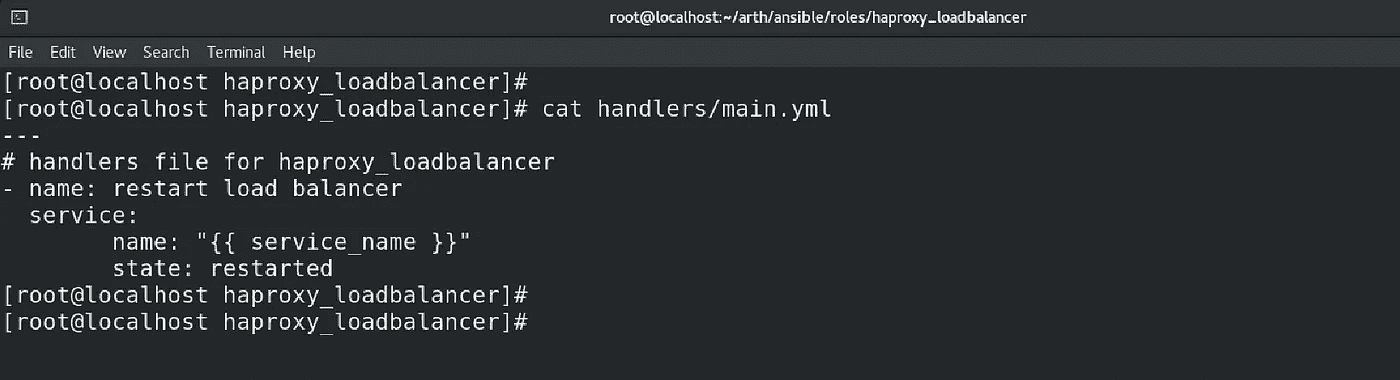 root@localhost:~/arth/ansible/roles/haproxy_loadbalancer
File Edit View Search Terminal Help
[root@localhost haproxy_loadbalancer]#
[root@localhost haproxy_loadbalancer]# cat handlers/main.yml
---
# handlers file for haproxy_loadbalancer
- name: restart load balancer
  service:
        name: "{{ service_name }}"
        state: restarted
[root@localhost haproxy_loadbalancer]#
[root@localhost haproxy_loadbalancer]#